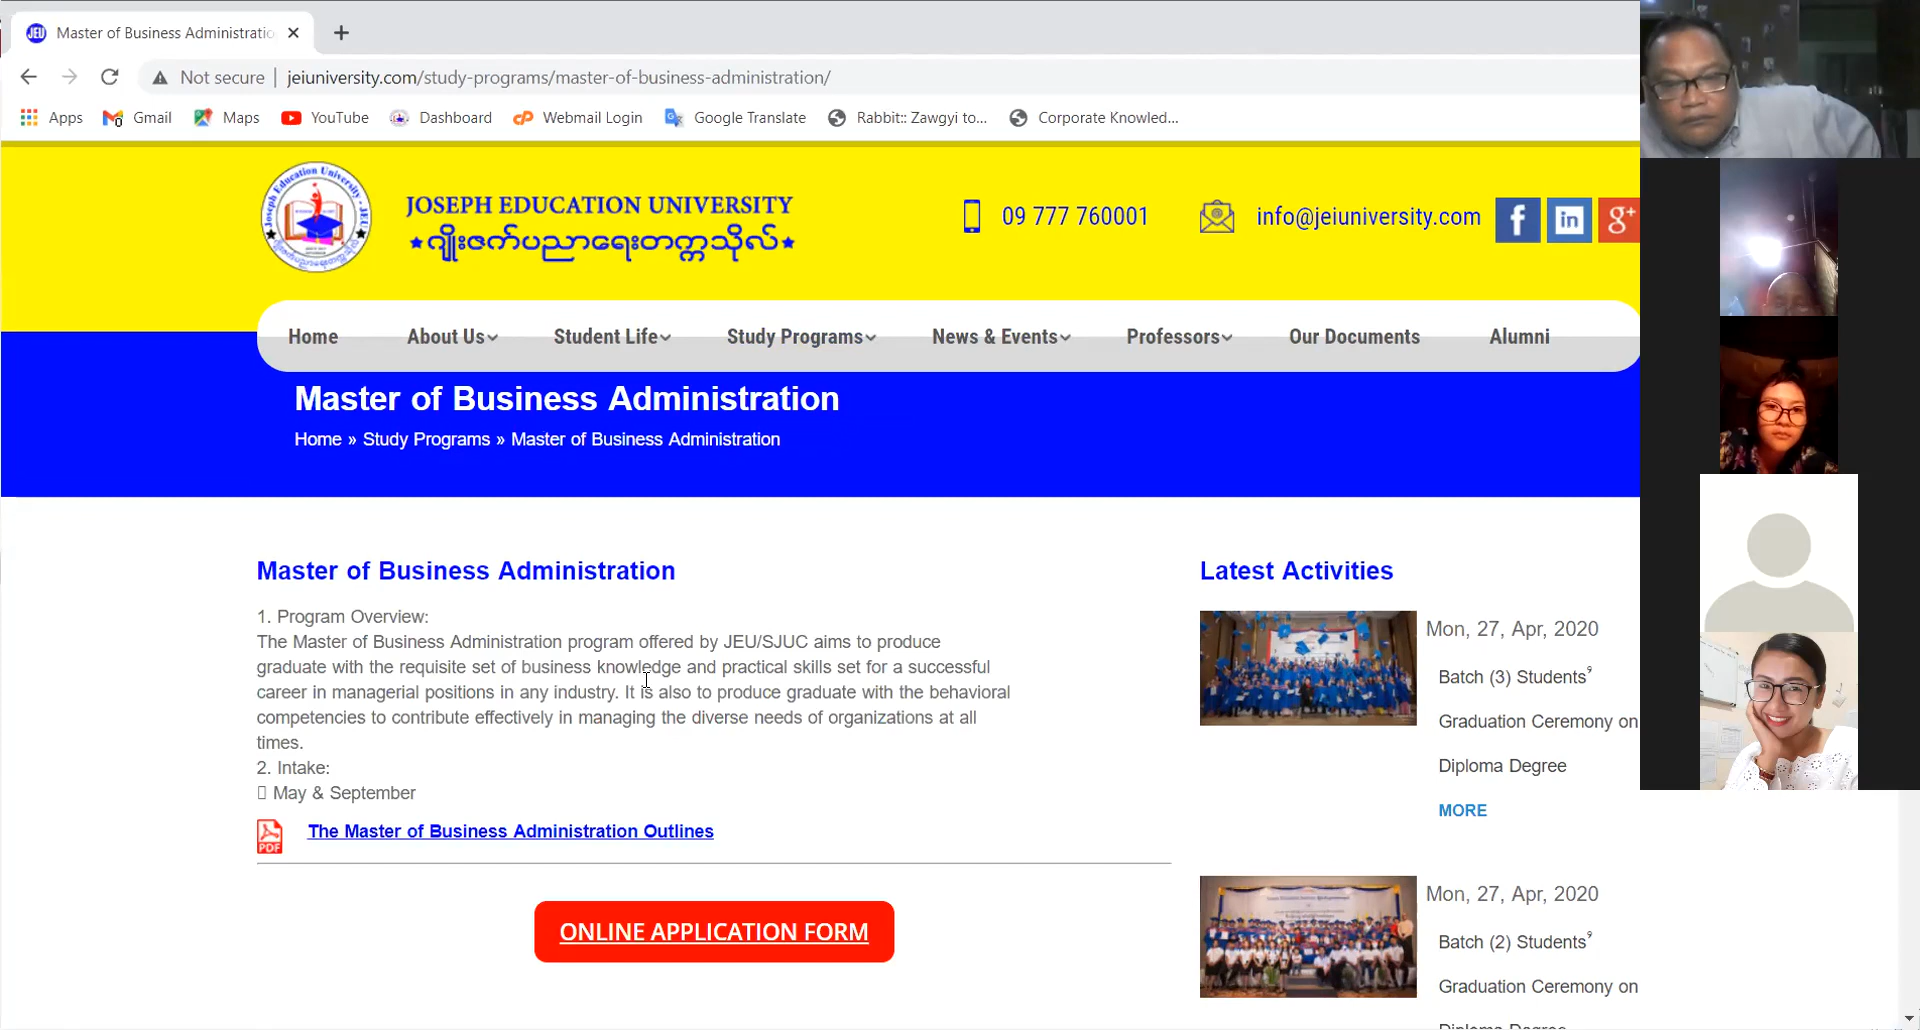 Master of Business Administratio
Not secure
jeiuniversity.com/study-programs/master-of-business-administration/
Apps
Gmail
Maps
YouTube
Dashboard
Webmail Login
Google Translate
Rabbit:: Zawgyi to...
Corporate Knowled...
JOSEPH EDUCATION UNIVERSITY
ဂျိုးဇက်ပညာရေးတက္ကသိုလ်
09 777 760001
info@jeiuniversity.com
Home
About Us
Student Life
Study Programs
News & Events
Professors
Our Documents
Alumni
Master of Business Administration
Home » Study Programs » Master of Business Administration
Master of Business Administration
1. Program Overview:
The Master of Business Administration program offered by JEU/SJUC aims to produce
graduate with the requisite set of business knowledge and practical skills set for a successful
career in managerial positions in any industry. It is also to produce graduate with the behavioral
competencies to contribute effectively in managing the diverse needs of organizations at all
times.
2. Intake:
May & September
PDF
The Master of Business Administration Outlines
ONLINE APPLICATION FORM
Latest Activities
Mon, 27, Apr, 2020
Batch (3) Students
Graduation Ceremony on
Diploma Degree
MORE
Mon, 27, Apr, 2020
Batch (2) Students
Graduation Ceremony on